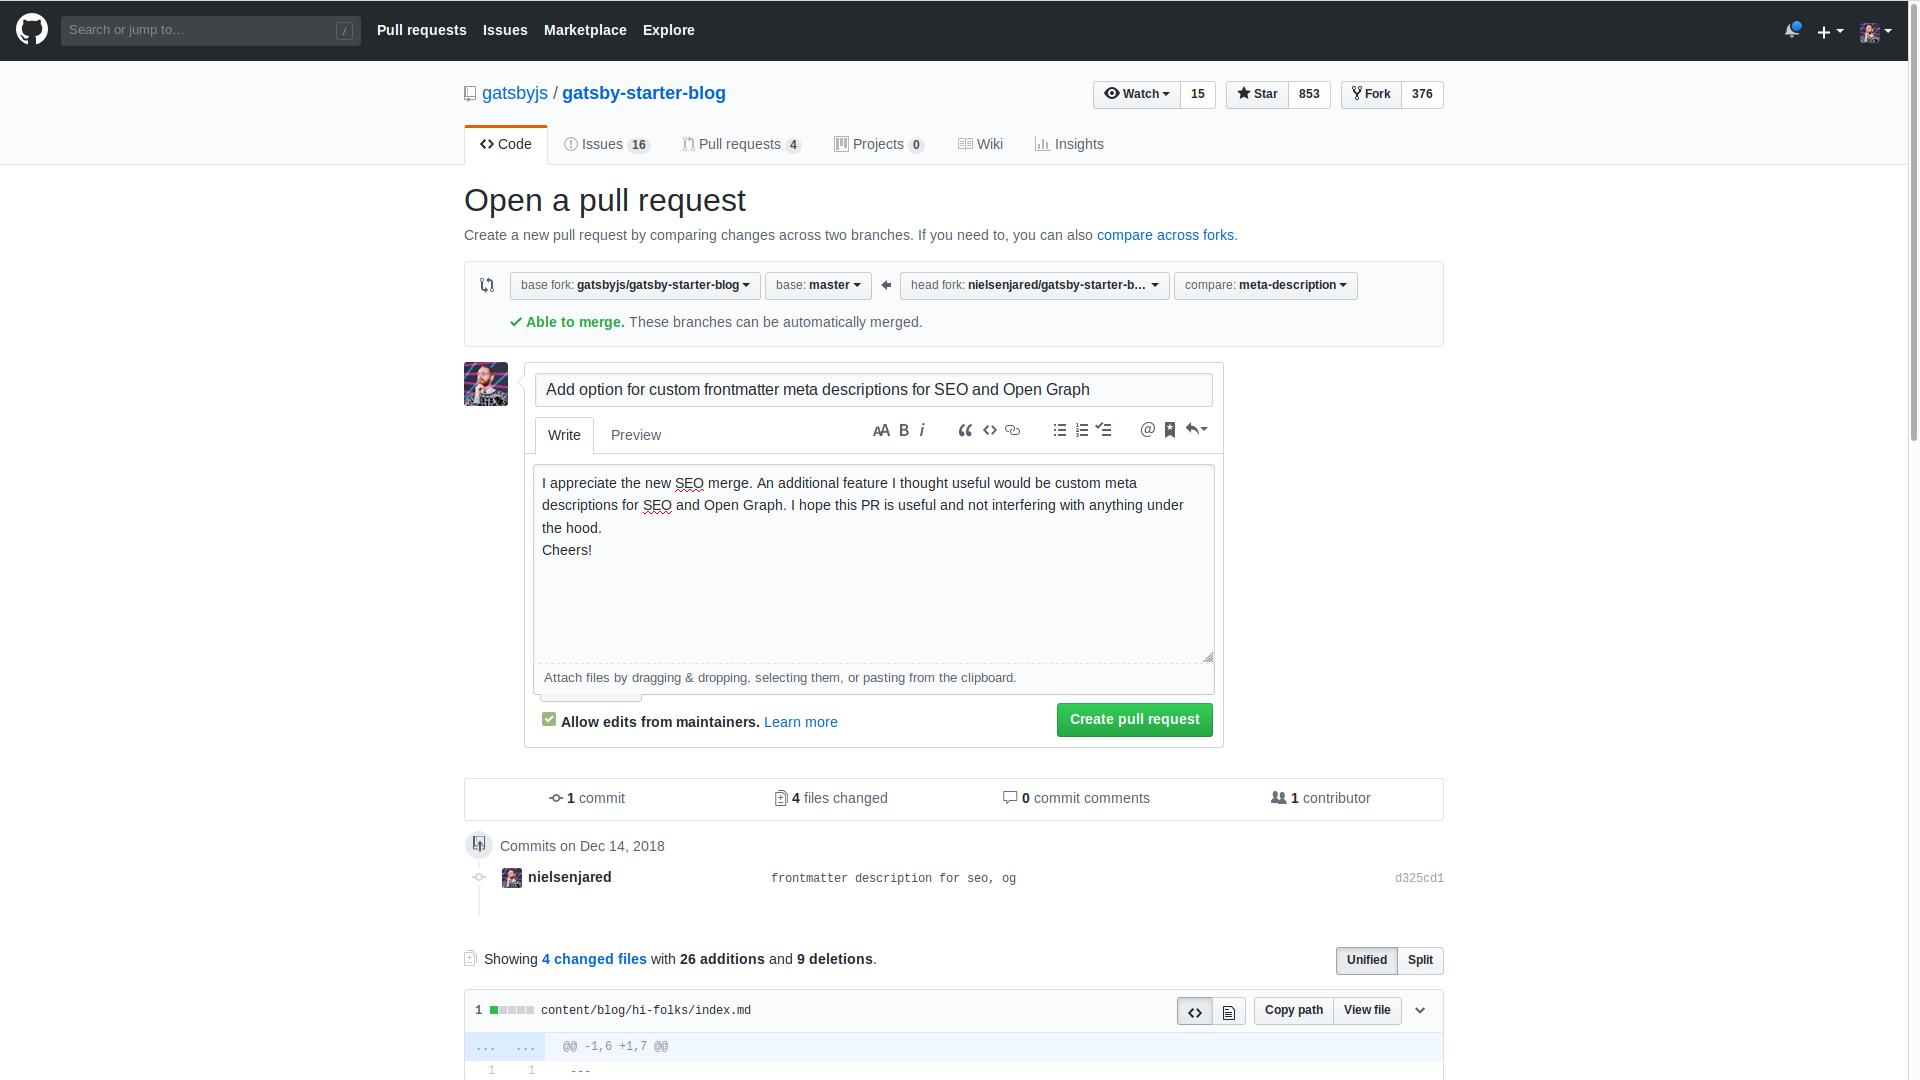 Search or jump to... /
Pull requests Issues Marketplace Explore
gatsbyjs / gatsby-starter-blog
Watch 15 Star 853 Fork 376
Code Issues 16 Pull requests 4 Projects 0 Wiki Insights
Open a pull request
Create a new pull request by comparing changes across two branches. If you need to, you can also compare across forks.
base fork: gatsbyjs/gatsby-starter-blog base: master head fork: nielsenjared/gatsby-starter-b... compare: meta-description
Able to merge. These branches can be automatically merged.
Add option for custom frontmatter meta descriptions for SEO and Open Graph
Write Preview AA B i
I appreciate the new SEO merge. An additional feature I thought useful would be custom meta
descriptions for SEO and Open Graph. I hope this PR is useful and not interfering with anything under
the hood.
Cheers!
Attach files by dragging & dropping, selecting them, or pasting from the clipboard.
Allow edits from maintainers. Learn more Create pull request
1 commit 4 files changed 0 commit comments 1 contributor
Commits on Dec 14, 2018
nielsenjared frontmatter description for seo, og d325cd1
Showing 4 changed files with 26 additions and 9 deletions. Unified Split
1 content/blog/hi-folks/index.md Copy path View file
... ... @@ -1,6 +1,7 @@
1 1 ---